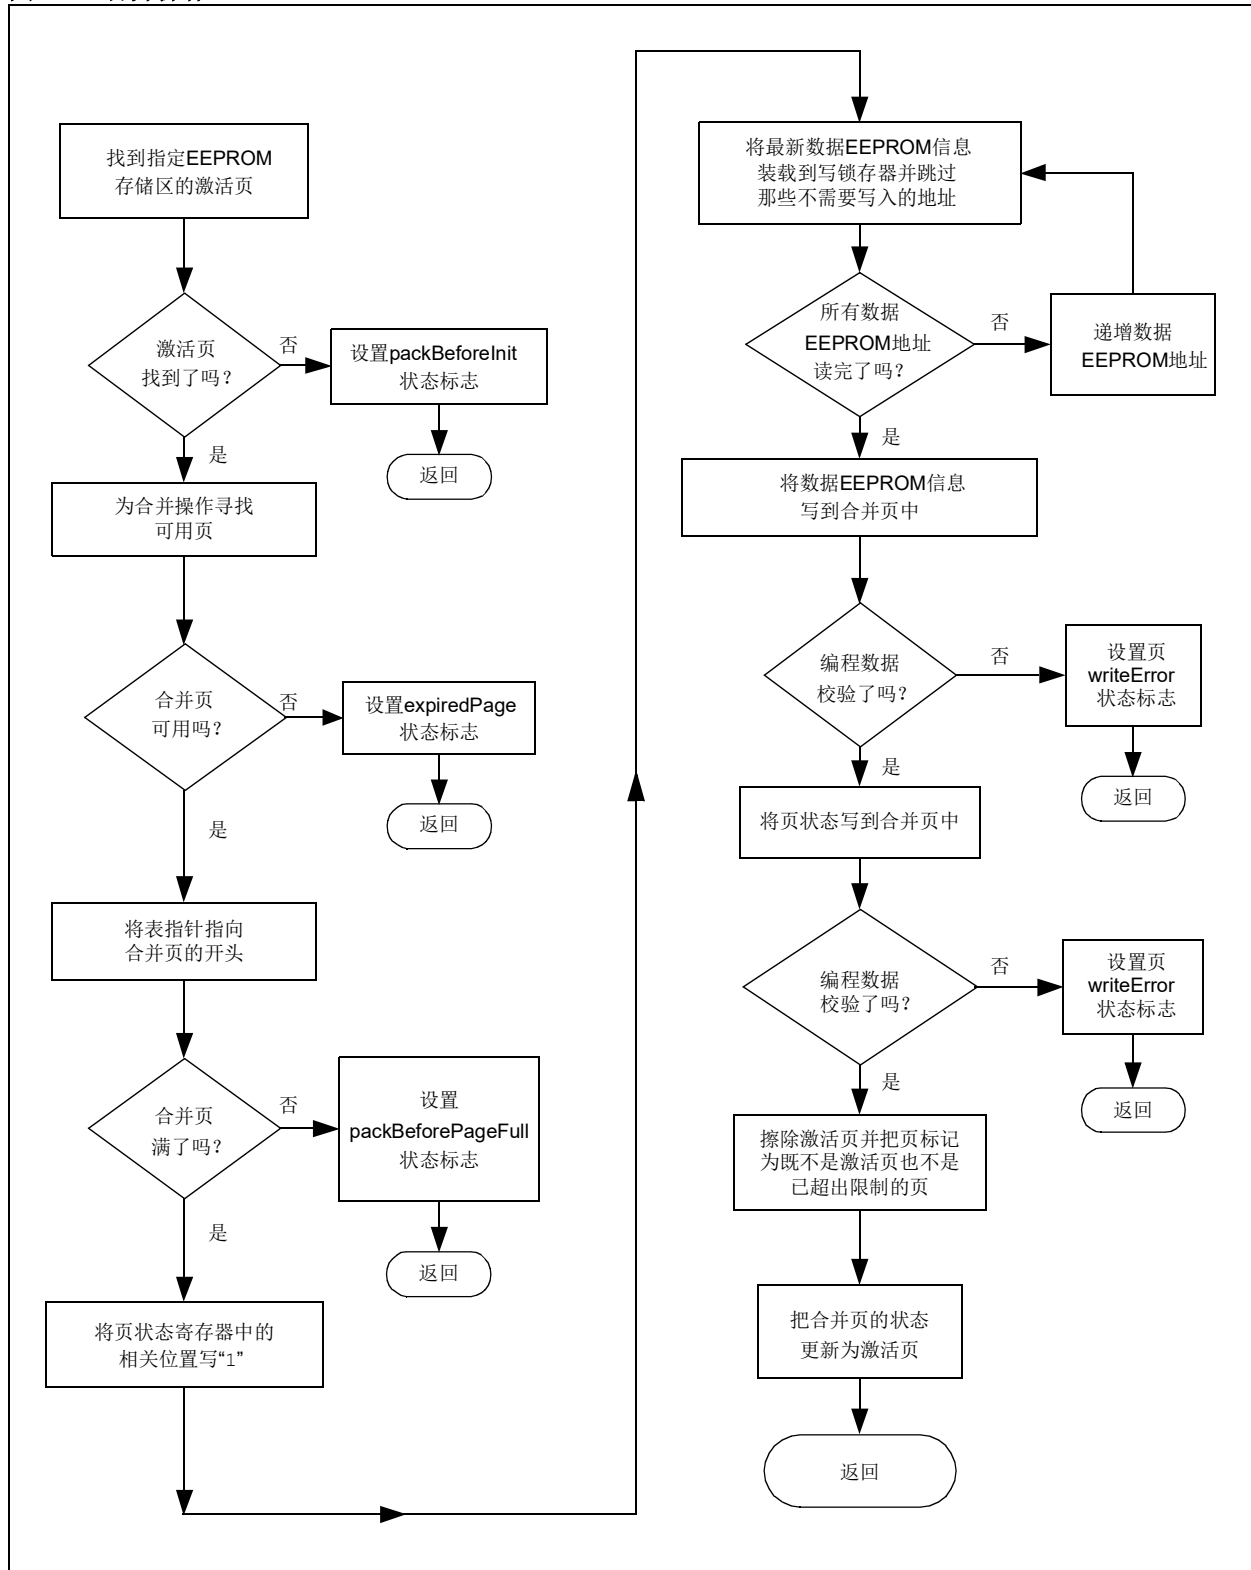 找到指定EEPROM
存储区的激活页
激活页
找到了吗？
否
设置packBeforeInit
状态标志
返回
是
为合并操作寻找
可用页
合并页
可用吗？
否
设置expiredPage
状态标志
返回
是
将表指针指向
合并页的开头
合并页
满了吗？
否
设置
packBeforePageFull
状态标志
返回
是
将页状态寄存器中的
相关位置写“1”
将最新数据EEPROM信息
装载到写锁存器并跳过
那些不需要写入的地址
所有数据
EEPROM地址
读完了吗？
否
递增数据
EEPROM地址
是
将数据EEPROM信息
写到合并页中
编程数据
校验了吗？
否
设置页
writeError
状态标志
返回
是
将页状态写到合并页中
编程数据
校验了吗？
否
设置页
writeError
状态标志
返回
是
擦除激活页并把页标记
为既不是激活页也不是
已超出限制的页
把合并页的状态
更新为激活页
返回